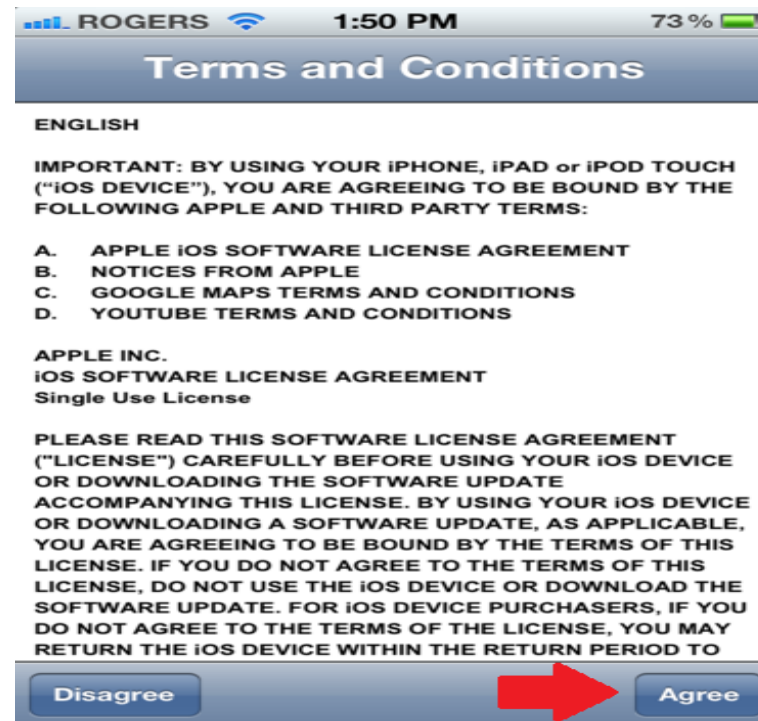 ROGERS 1:50 PM 73%
Terms and Conditions
ENGLISH
IMPORTANT: BY USING YOUR iPHONE, iPAD or iPOD TOUCH
(“iOS DEVICE”), YOU ARE AGREEING TO BE BOUND BY THE
FOLLOWING APPLE AND THIRD PARTY TERMS:
A. APPLE iOS SOFTWARE LICENSE AGREEMENT
B. NOTICES FROM APPLE
C. GOOGLE MAPS TERMS AND CONDITIONS
D. YOUTUBE TERMS AND CONDITIONS
APPLE INC.
iOS SOFTWARE LICENSE AGREEMENT
Single Use License
PLEASE READ THIS SOFTWARE LICENSE AGREEMENT
("LICENSE") CAREFULLY BEFORE USING YOUR iOS DEVICE
OR DOWNLOADING THE SOFTWARE UPDATE
ACCOMPANYING THIS LICENSE. BY USING YOUR iOS DEVICE
OR DOWNLOADING A SOFTWARE UPDATE, AS APPLICABLE,
YOU ARE AGREEING TO BE BOUND BY THE TERMS OF THIS
LICENSE. IF YOU DO NOT AGREE TO THE TERMS OF THIS
LICENSE, DO NOT USE THE iOS DEVICE OR DOWNLOAD THE
SOFTWARE UPDATE. FOR iOS DEVICE PURCHASERS, IF YOU
DO NOT AGREE TO THE TERMS OF THE LICENSE, YOU MAY
RETURN THE iOS DEVICE WITHIN THE RETURN PERIOD TO
Disagree Agree